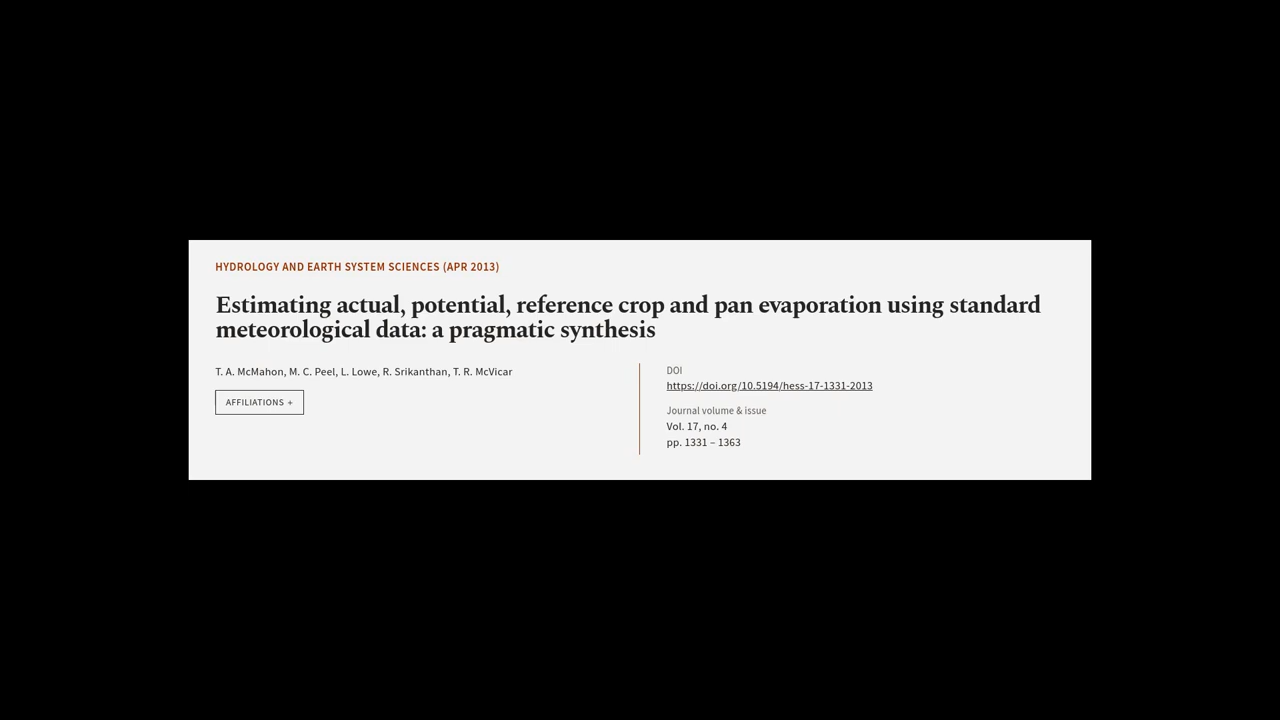 HYDROLOGY AND EARTH SYSTEM SCIENCES (APR 2013)
Estimating actual, potential, reference crop and pan evaporation using standard
meteorological data: a pragmatic synthesis
T. A. McMahon, M. C. Peel, L. Lowe, R. Srikanthan, T. R. McVicar
AFFILIATIONS +
DOI
https://doi.org/10.5194/hess-17-1331-2013
Journal volume & issue
Vol. 17, no. 4
pp. 1331 – 1363